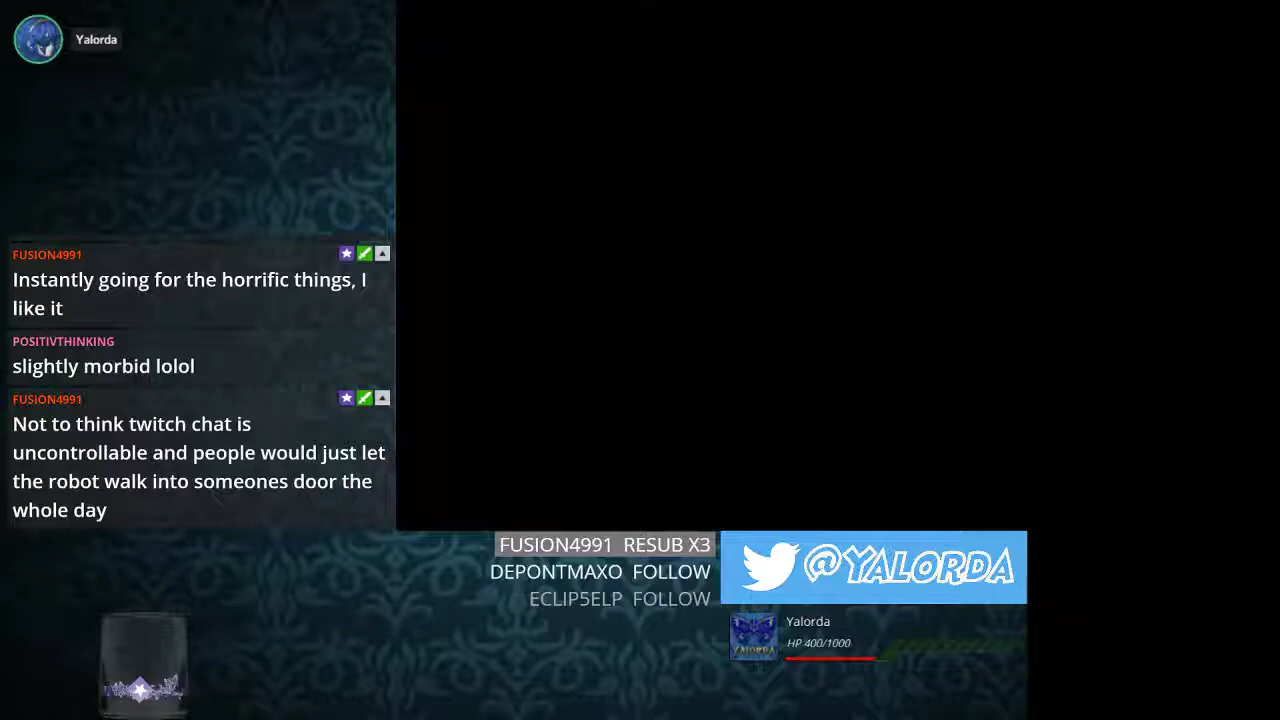 Yalorda
FUSION4991
Instantly going for the horrific things, I
like it
POSITIVTHINKING
slightly morbid lolol
FUSION4991
Not to think twitch chat is
uncontrollable and people would just let
the robot walk into someones door the
whole day
FUSION4991 RESUB X3
DEPONTMAXO FOLLOW
ECLIP5ELP FOLLOW
@YALORDA
Yalorda
HP 400/1000
YALORDA